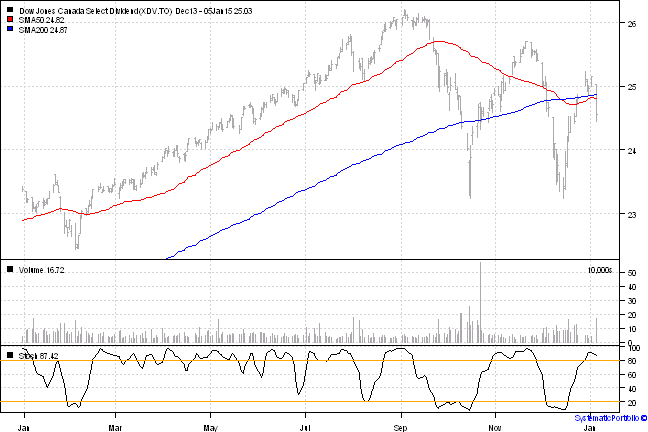 Dow Jones Canada Select Dividend(XDV.TO) Dec13 - 05Jan15 25.03
SMA50 24.82
SMA200 24.87
26
25
24
23
Volume 16.72
10,000s
50
40
30
20
10
0
Stoch 87.42
100
80
60
40
20
Jan Mar May Jul Sep Nov Jan
SystematicPortfolio ©